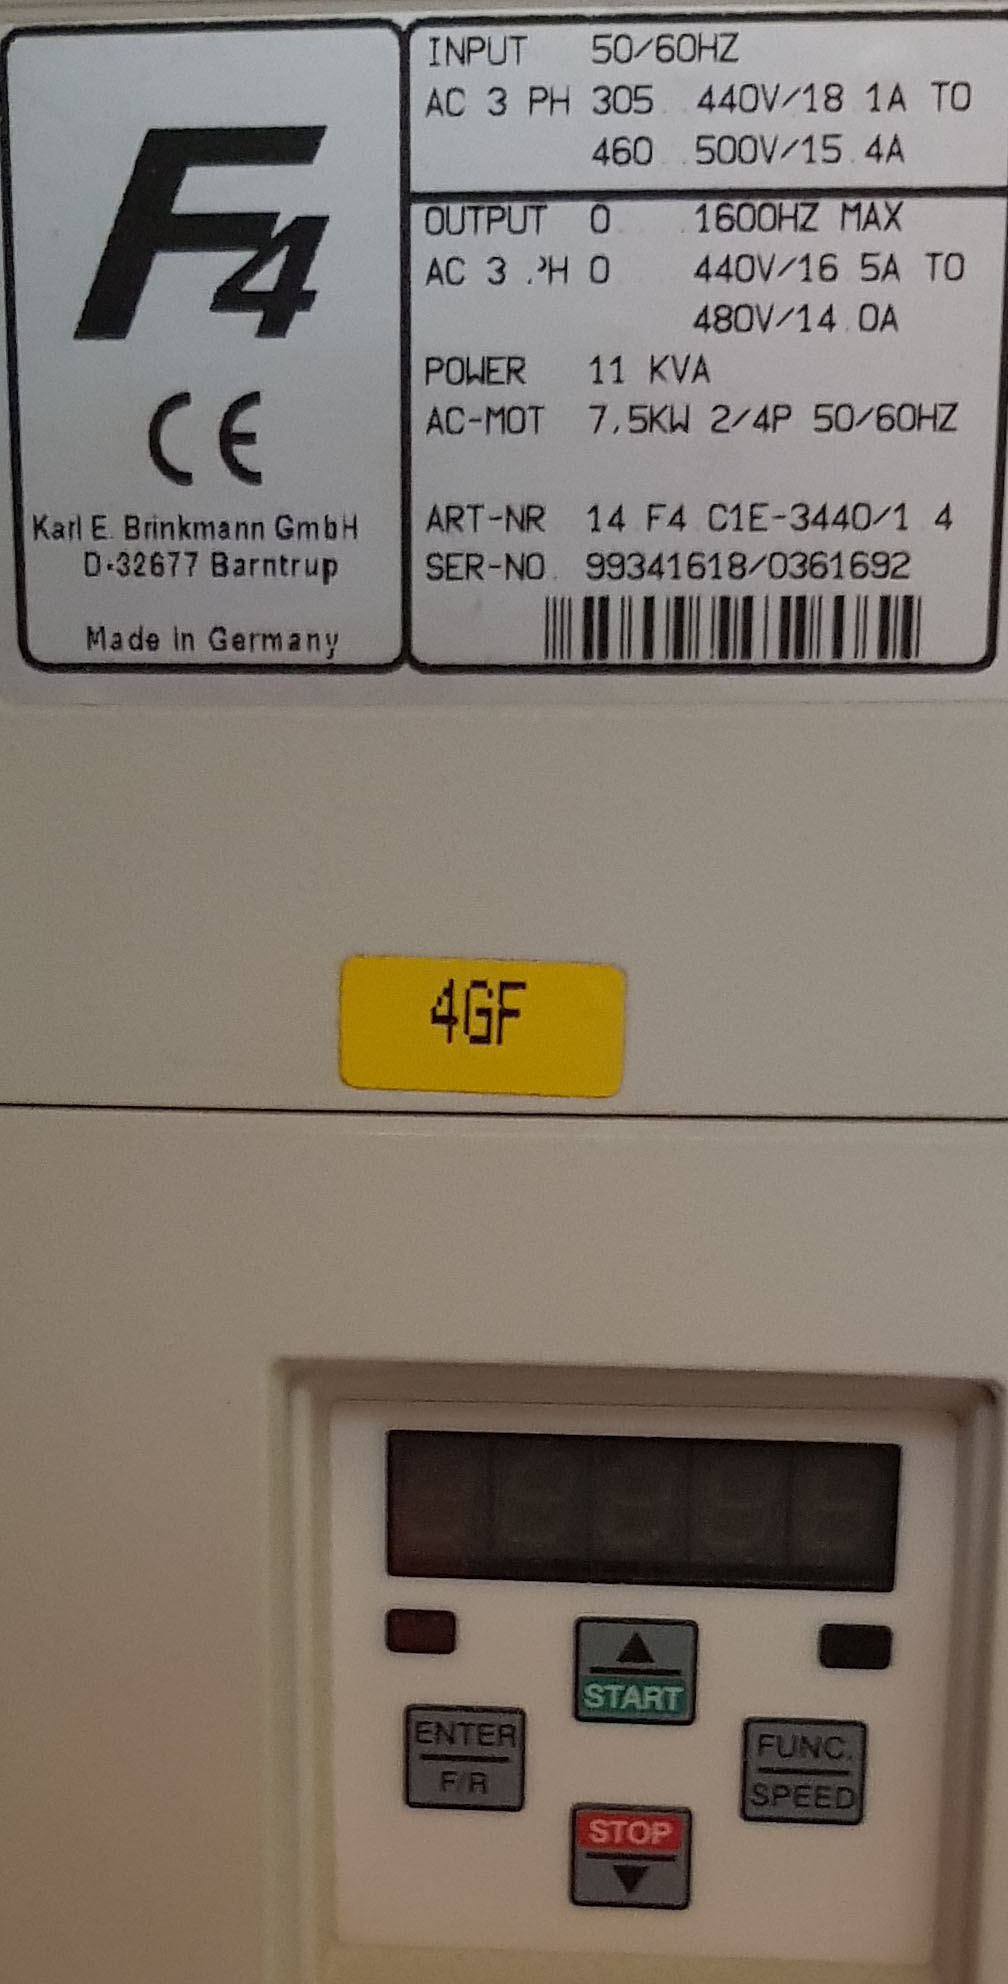 F4
CE
Karl E. Brinkmann GmbH
D-32677 Barntrup
Made in Germany
INPUT 50/60HZ
AC 3 PH 305 440V/18 1A TO
460 500V/15.4A
OUTPUT 0 1600HZ MAX
AC 3 PH 0 440V/16 5A TO
480V/14.0A
POWER 11 KVA
AC-MOT 7,5KW 2/4P 50/60HZ
ART-NR 14 F4 C1E-3440/1 4
SER-NO. 99341618/0361692
4GF
START
ENTER
F/R
FUNC.
SPEED
STOP